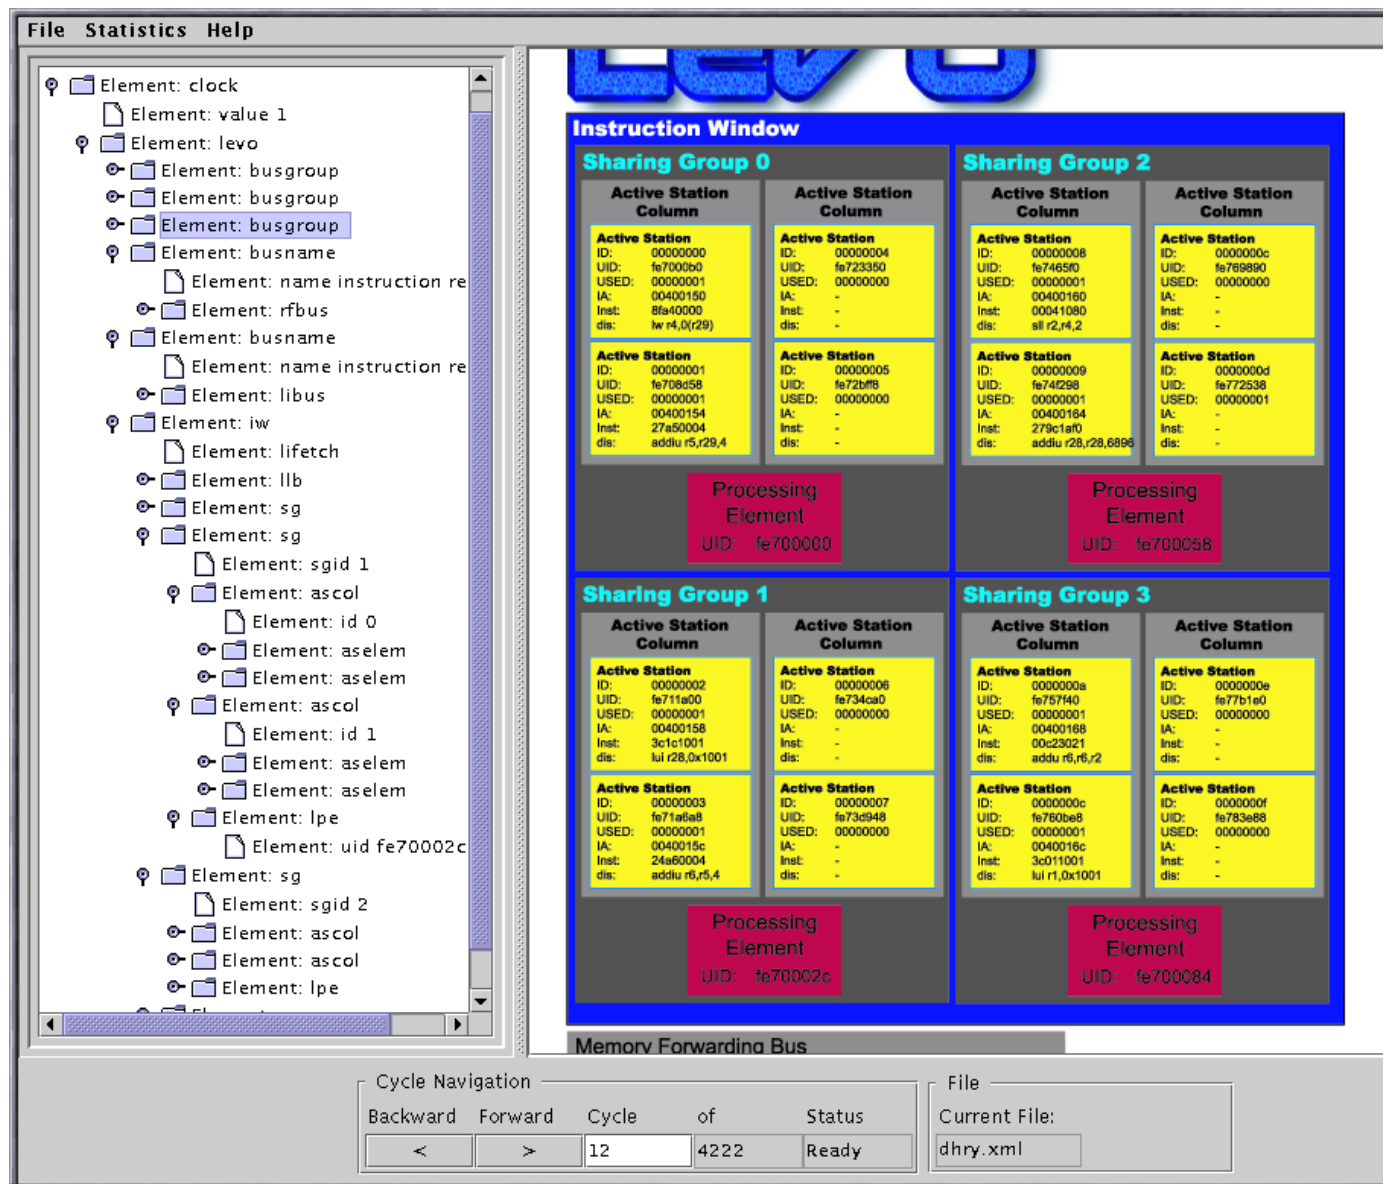 File Statistics Help
Element: clock
Element: value 1
Element: levo
Element: busgroup
Element: busgroup
Element: busgroup
Element: busname
Element: name instruction re
Element: rfbus
Element: busname
Element: name instruction re
Element: libus
Element: iw
Element: lifetch
Element: llb
Element: sg
Element: sg
Element: sgid 1
Element: ascol
Element: id 0
Element: aselem
Element: aselem
Element: ascol
Element: id 1
Element: aselem
Element: aselem
Element: lpe
Element: uid fe70002c
Element: sg
Element: sgid 2
Element: ascol
Element: ascol
Element: lpe
Levo
Instruction Window
Sharing Group 0
Active Station
Column
Active Station
ID: 00000000
UID: fe7000b0
USED: 00000001
IA: 00400150
Inst: 8fa40000
dis: lw r4,0(r29)
Active Station
ID: 00000001
UID: fe708d58
USED: 00000001
IA: 00400154
Inst: 27a50004
dis: addiu r5,r29,4
Active Station
Column
Active Station
ID: 00000004
UID: fe723350
USED: 00000000
IA: -
Inst: -
dis: -
Active Station
ID: 00000005
UID: fe72bff8
USED: 00000000
IA: -
Inst: -
dis: -
Processing
Element
UID: fe700000
Sharing Group 2
Active Station
Column
Active Station
ID: 00000008
UID: fe7465f0
USED: 00000001
IA: 00400160
Inst: 00041080
dis: sll r2,r4,2
Active Station
ID: 00000009
UID: fe74f298
USED: 00000001
IA: 00400164
Inst: 279c1af0
dis: addiu r28,r28,6896
Active Station
Column
Active Station
ID: 0000000c
UID: fe769890
USED: 00000000
IA: -
Inst: -
dis: -
Active Station
ID: 0000000d
UID: fe772538
USED: 00000001
IA: -
Inst: -
dis: -
Processing
Element
UID: fe700058
Sharing Group 1
Active Station
Column
Active Station
ID: 00000002
UID: fe711a00
USED: 00000001
IA: 00400158
Inst: 3c1c1001
dis: lui r28,0x1001
Active Station
ID: 00000003
UID: fe71a6a8
USED: 00000001
IA: 0040015c
Inst: 24a60004
dis: addiu r6,r5,4
Active Station
Column
Active Station
ID: 00000006
UID: fe734ca0
USED: 00000000
IA: -
Inst: -
dis: -
Active Station
ID: 00000007
UID: fe73d948
USED: 00000000
IA: -
Inst: -
dis: -
Processing
Element
UID: fe70002c
Sharing Group 3
Active Station
Column
Active Station
ID: 0000000a
UID: fe757f40
USED: 00000001
IA: 00400168
Inst: 00c23021
dis: addu r6,r6,r2
Active Station
ID: 0000000c
UID: fe760be8
USED: 00000001
IA: 0040016c
Inst: 3c011001
dis: lui r1,0x1001
Active Station
Column
Active Station
ID: 0000000e
UID: fe77b1e0
USED: 00000000
IA: -
Inst: -
dis: -
Active Station
ID: 0000000f
UID: fe783e88
USED: 00000000
IA: -
Inst: -
dis: -
Processing
Element
UID: fe700084
Memory Forwarding Bus
Cycle Navigation
Backward Forward Cycle of Status
< > 12 4222 Ready
File
Current File:
dhry.xml